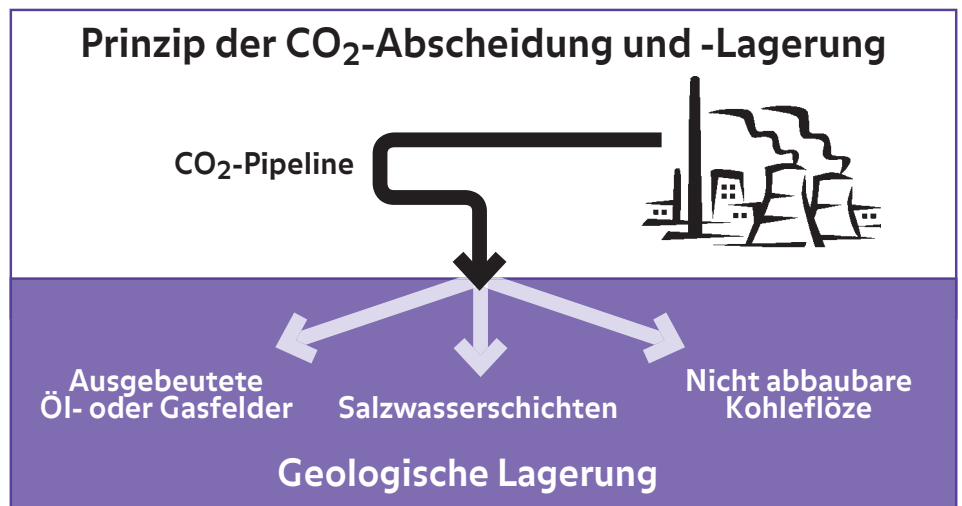 Prinzip der CO₂-Abscheidung und -Lagerung
CO₂-Pipeline
Ausgebeutete
Öl- oder Gasfelder
Salzwasserschichten
Nicht abbaubare
Kohleflöze
Geologische Lagerung